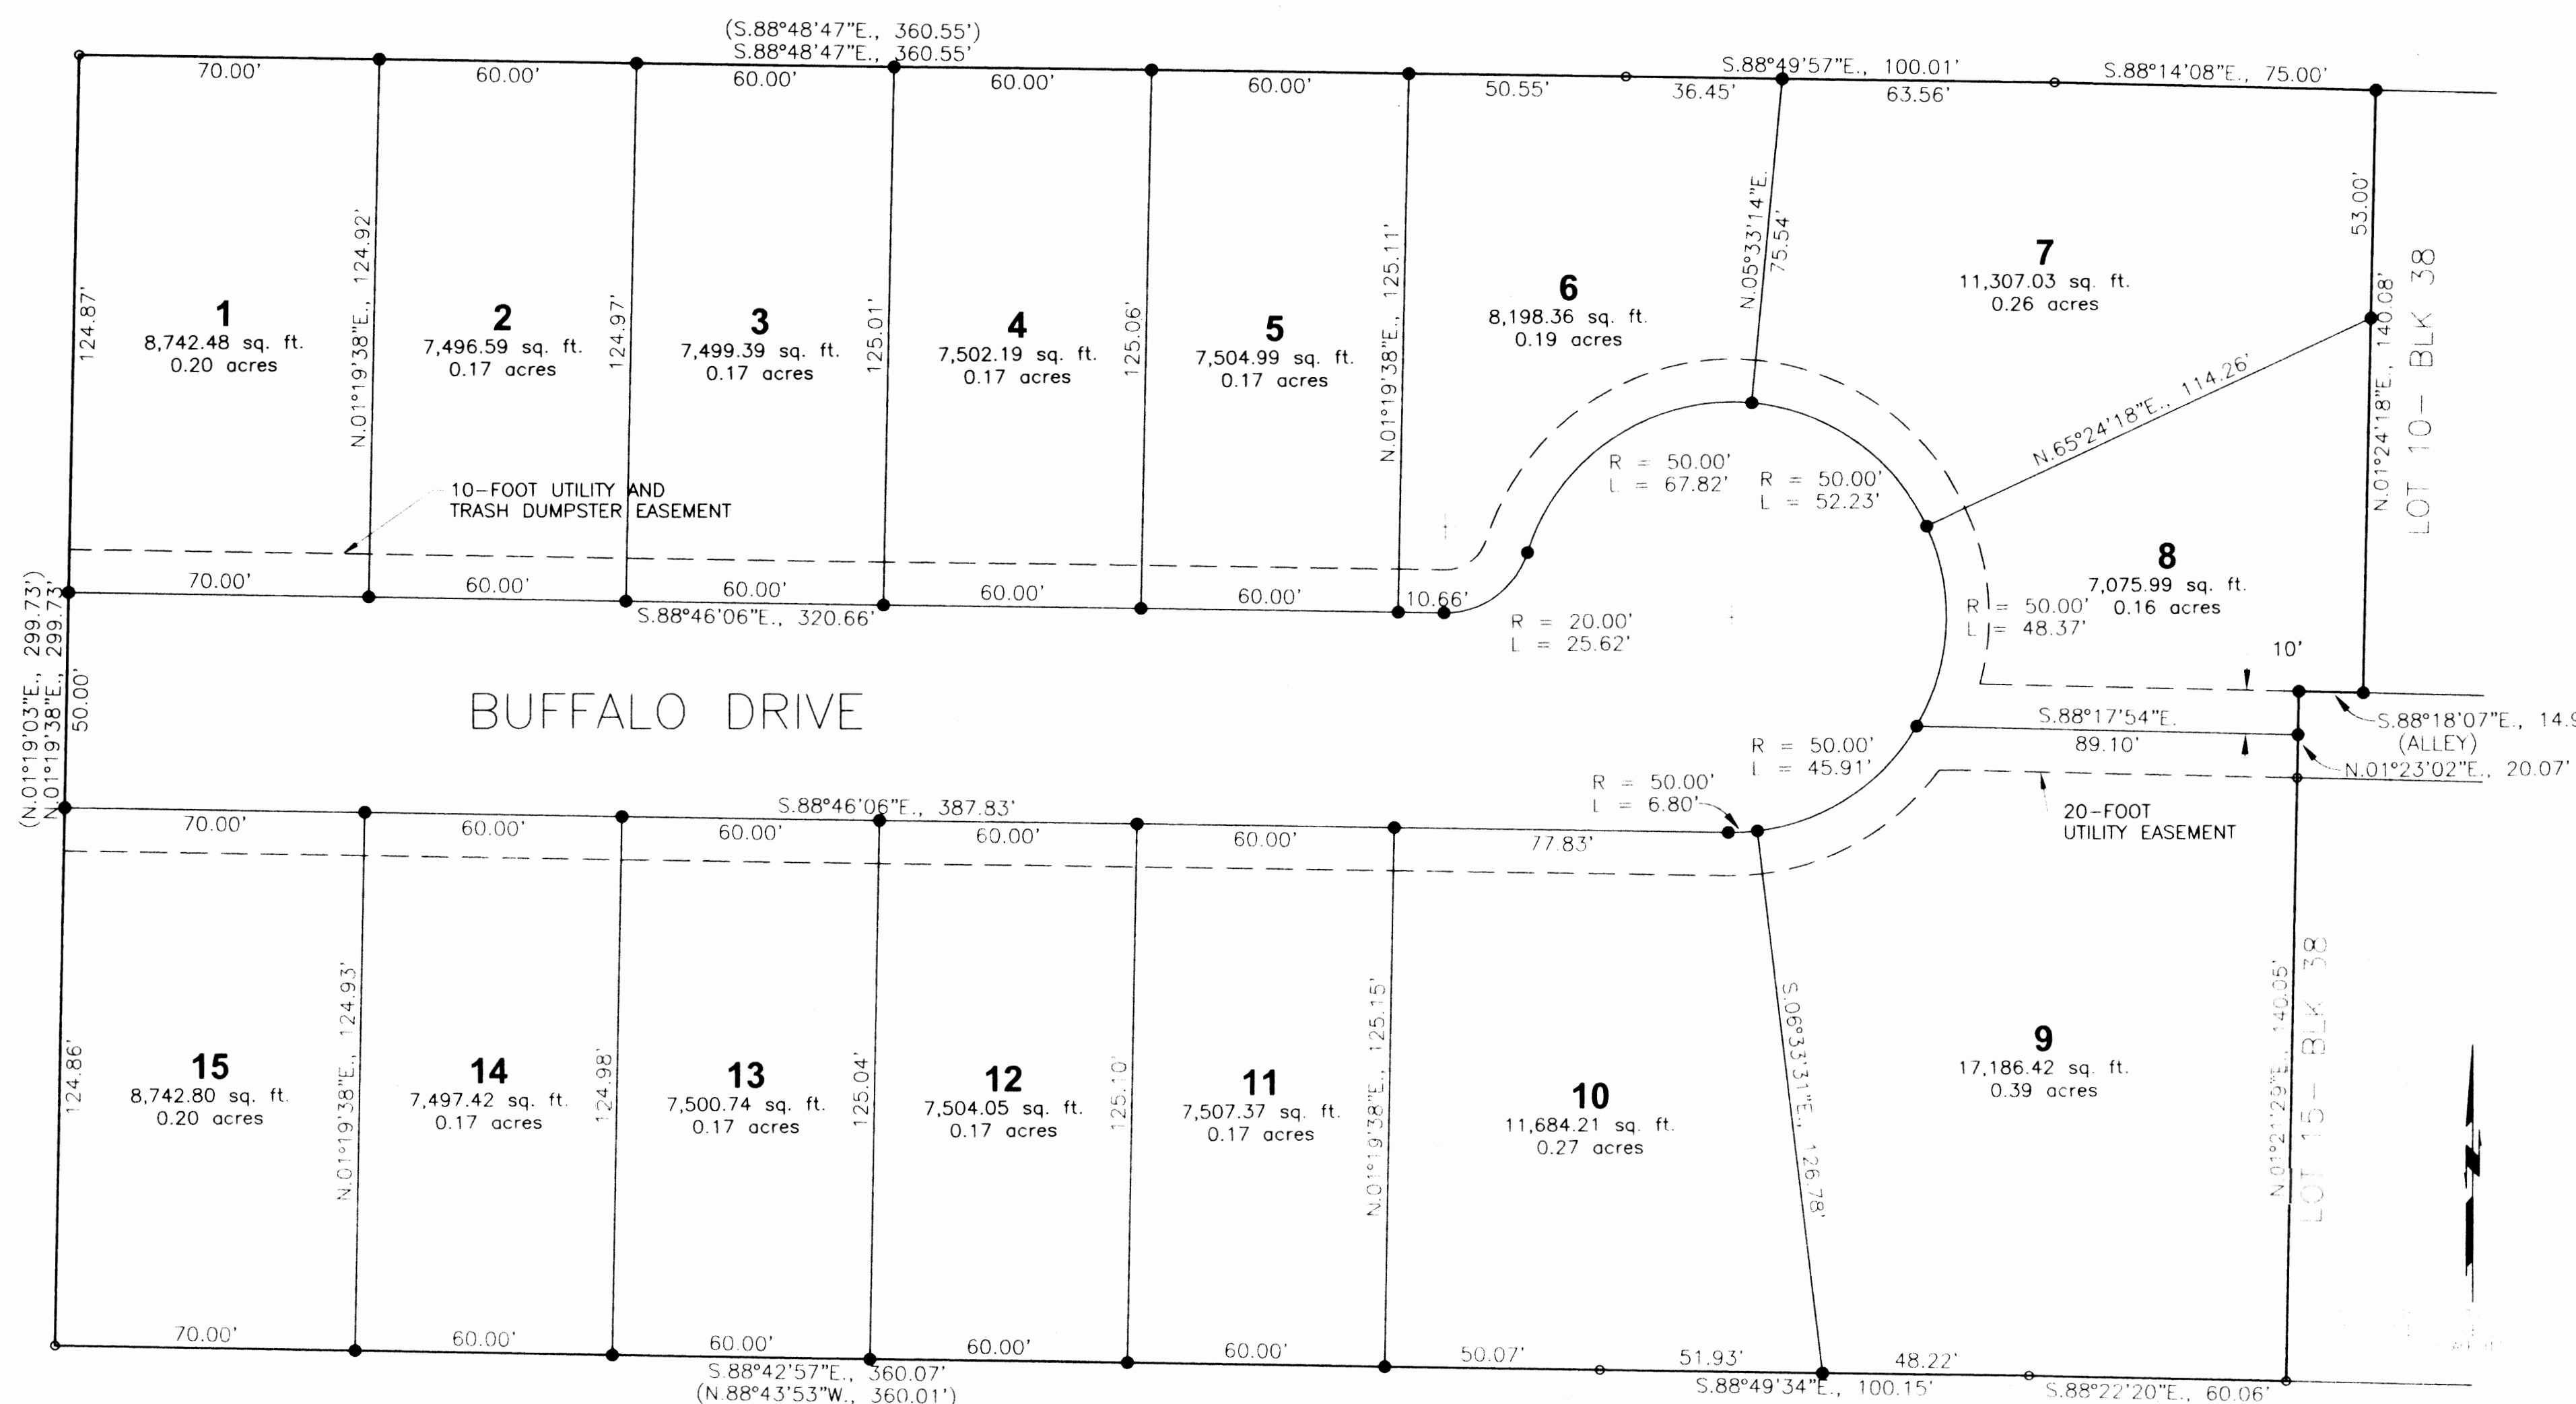 (S.88°48'47"E., 360.55')
S.88°48'47"E., 360.55'
70.00'
60.00'
60.00'
60.00'
60.00'
50.55'
36.45'
S.88°49'57"E., 100.01'
63.56'
S.88°14'08"E., 75.00'
124.87'
1
8,742.48 sq. ft.
0.20 acres
N.01°19'38"E., 124.92'
2
7,496.59 sq. ft.
0.17 acres
124.97'
3
7,499.39 sq. ft.
0.17 acres
125.01'
4
7,502.19 sq. ft.
0.17 acres
125.06'
5
7,504.99 sq. ft.
0.17 acres
N.01°19'38"E., 125.11'
6
8,198.36 sq. ft.
0.19 acres
N.05°33'14"E.
75.54'
7
11,307.03 sq. ft.
0.26 acres
53.00'
N.01°24'18"E., 140.08'
LOT 10- BLK 38
N.65°24'18"E., 114.26'
10-FOOT UTILITY AND
TRASH DUMPSTER EASEMENT
R = 50.00'
L = 67.82'
R = 50.00'
L = 52.23'
8
7,075.99 sq. ft.
0.16 acres
R = 50.00'
L = 48.37'
70.00'
60.00'
60.00'
60.00'
60.00'
10.66'
S.88°46'06"E., 320.66'
R = 20.00'
L = 25.62'
10'
(N.01°19'03"E., 299.73')
N.01°19'38"E., 299.73'
50.00'
BUFFALO DRIVE
S.88°17'54"E.
89.10'
S.88°18'07"E., 14.9
(ALLEY)
N.01°23'02"E., 20.07'
R = 50.00'
L = 45.91'
R = 50.00'
L = 6.80'
20-FOOT
UTILITY EASEMENT
S.88°46'06"E., 387.83'
70.00'
60.00'
60.00'
60.00'
60.00'
77.83'
124.86'
15
8,742.80 sq. ft.
0.20 acres
N.01°19'38"E., 124.93'
14
7,497.42 sq. ft.
0.17 acres
124.98'
13
7,500.74 sq. ft.
0.17 acres
125.04'
12
7,504.05 sq. ft.
0.17 acres
125.10'
11
7,507.37 sq. ft.
0.17 acres
N.01°19'38"E., 125.15'
10
11,684.21 sq. ft.
0.27 acres
S.06°33'31"E., 126.78'
9
17,186.42 sq. ft.
0.39 acres
N.01°21'29"E., 140.05'
LOT 15- BLK 38
70.00'
60.00'
60.00'
60.00'
60.00'
50.07'
51.93'
48.22'
S.88°42'57"E., 360.07'
(N.88°43'53"W., 360.01')
S.88°49'34"E., 100.15'
S.88°22'20"E., 60.06'